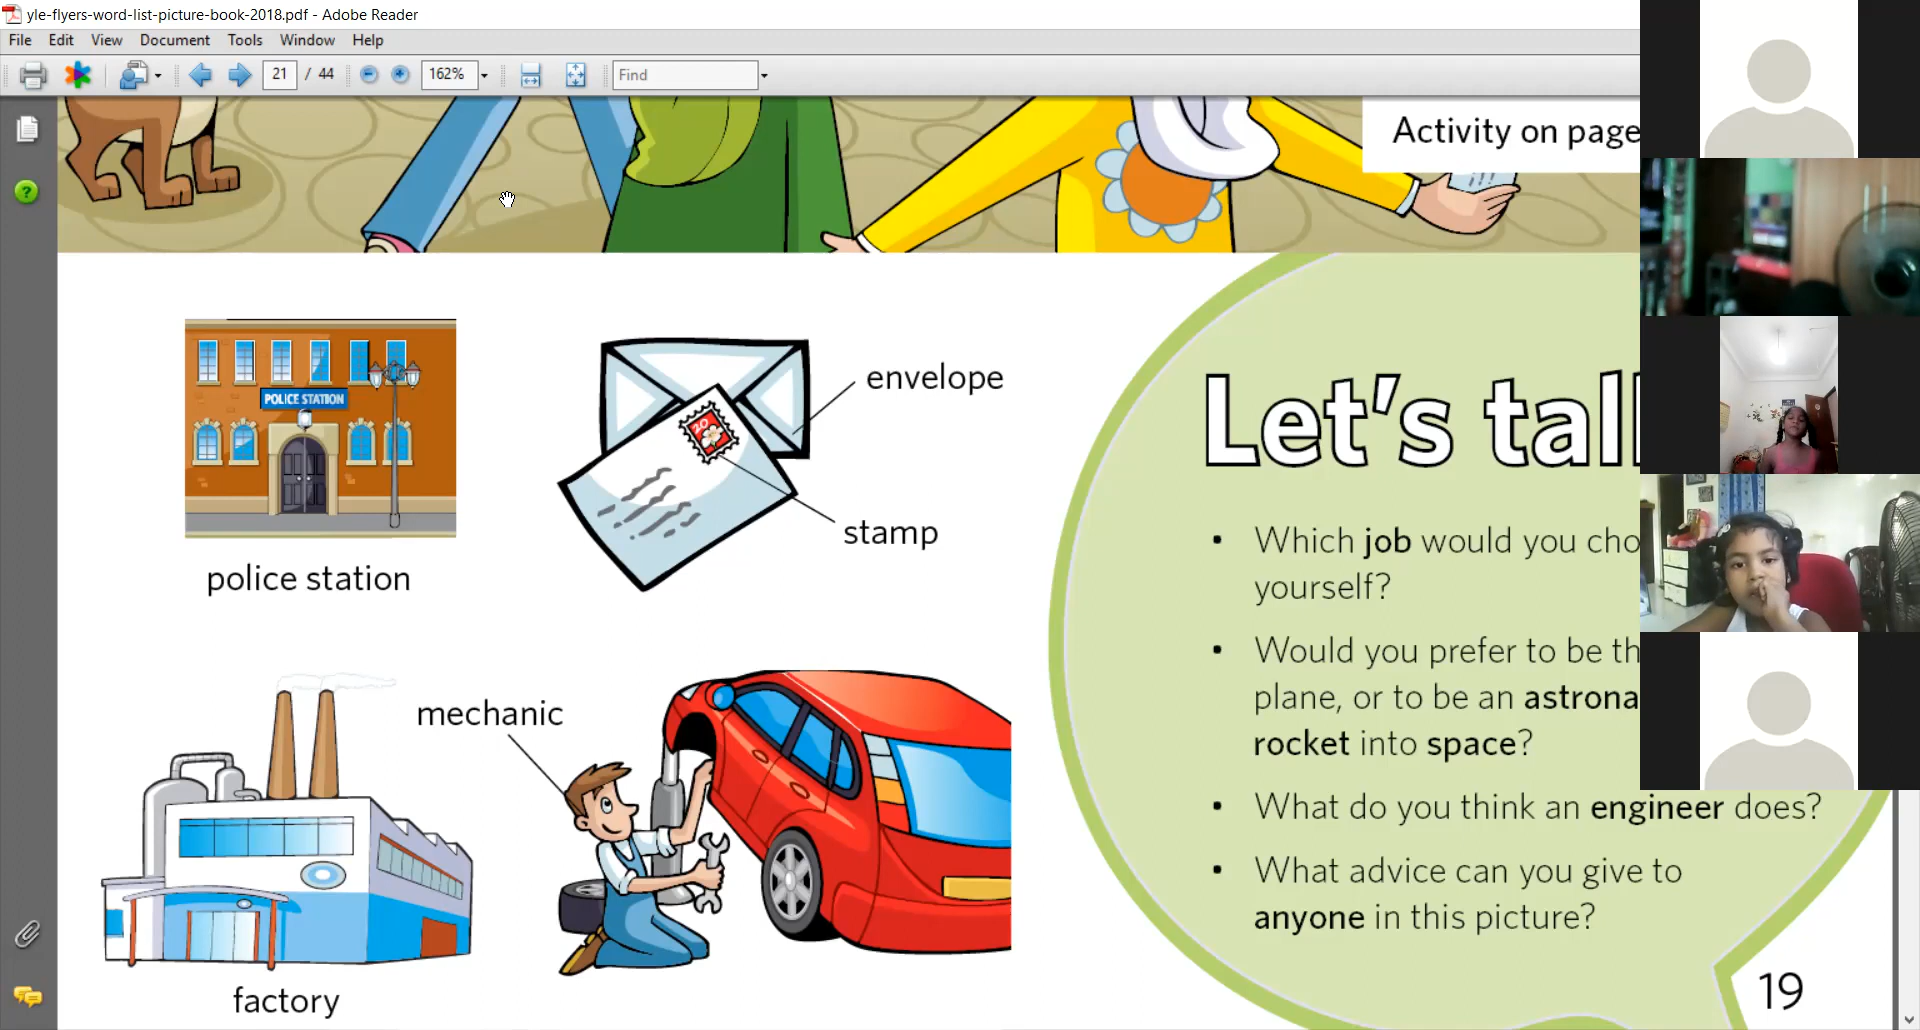 yle-flyers-word-list-picture-book-2018.pdf - Adobe Reader
File Edit View Document Tools Window Help
21 / 44 162% Find
Activity on page
POLICE STATION
police station
20
envelope
stamp
mechanic
factory
Let's tal
• Which job would you cho
yourself?
• Would you prefer to be th
plane, or to be an astrona
rocket into space?
• What do you think an engineer does?
• What advice can you give to
anyone in this picture?
19